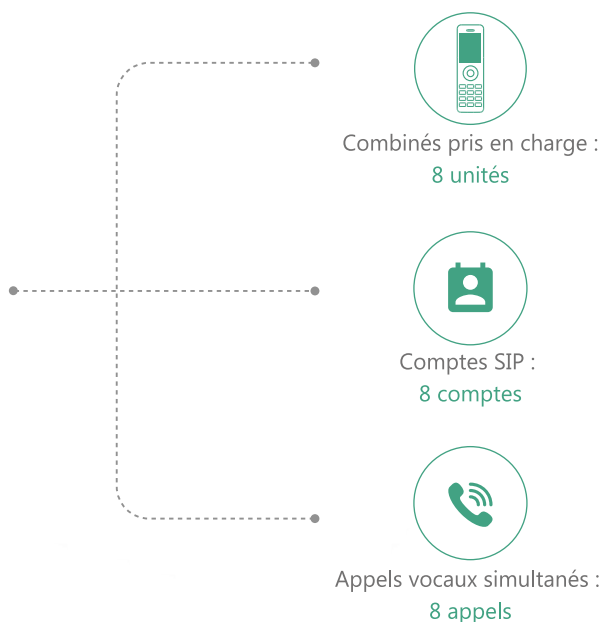 Combinés pris en charge :
8 unités
Comptes SIP :
8 comptes
Appels vocaux simultanés :
8 appels